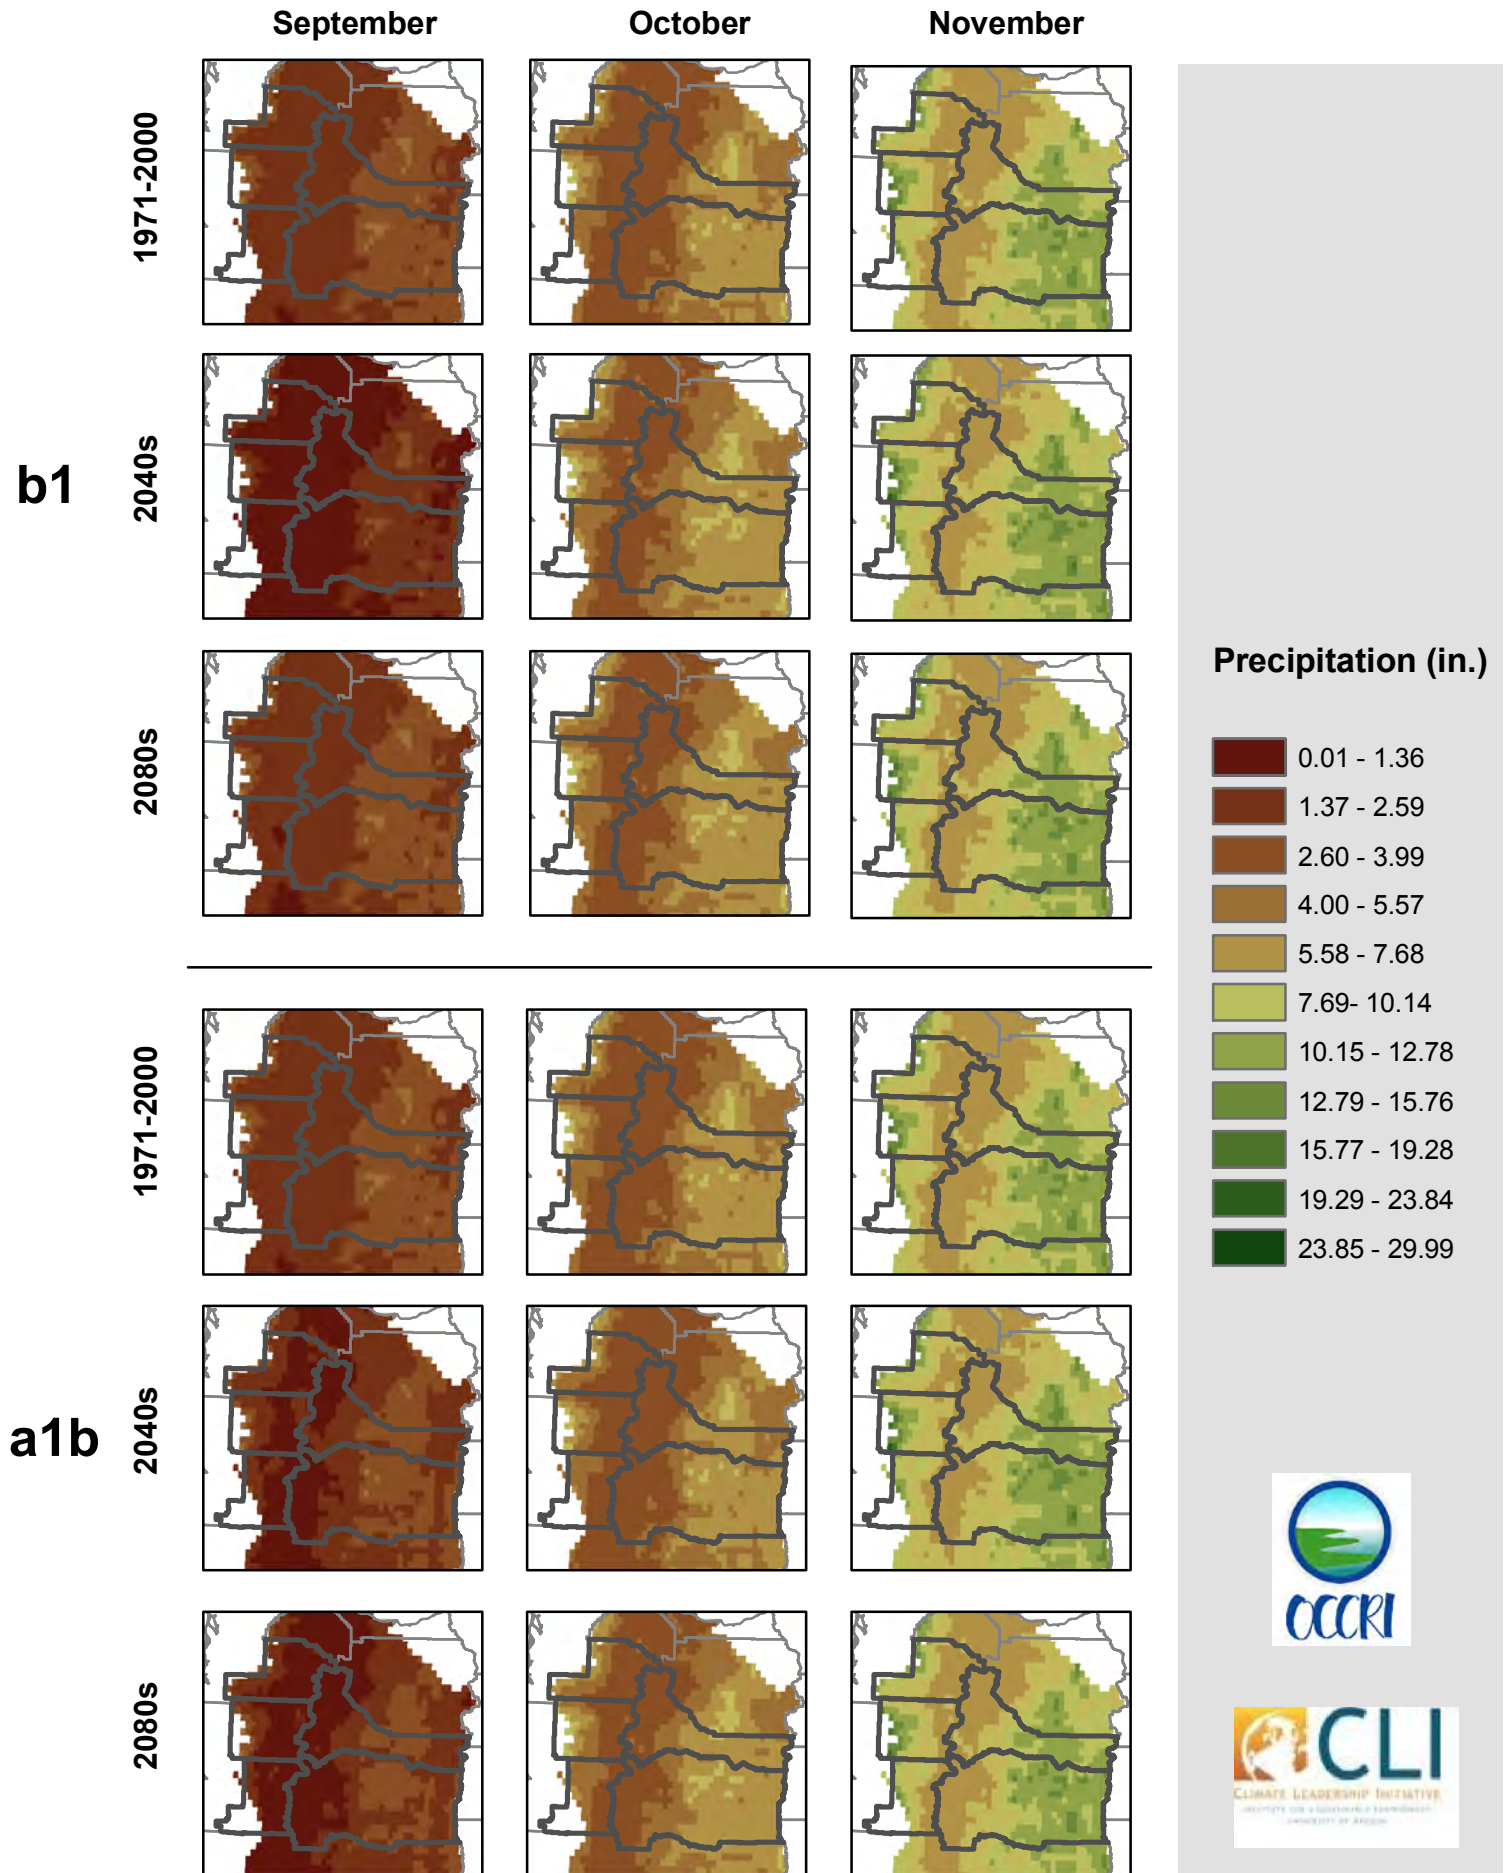 September October November
1971-2000
b1
2040s
2080s
Precipitation (in.)
0.01 - 1.36
1.37 - 2.59
2.60 - 3.99
4.00 - 5.57
5.58 - 7.68
7.69- 10.14
10.15 - 12.78
12.79 - 15.76
15.77 - 19.28
19.29 - 23.84
23.85 - 29.99
1971-2000
a1b
2040s
2080s
OCCRI
CLI
CLIMATE LEADERSHIP INITIATIVE